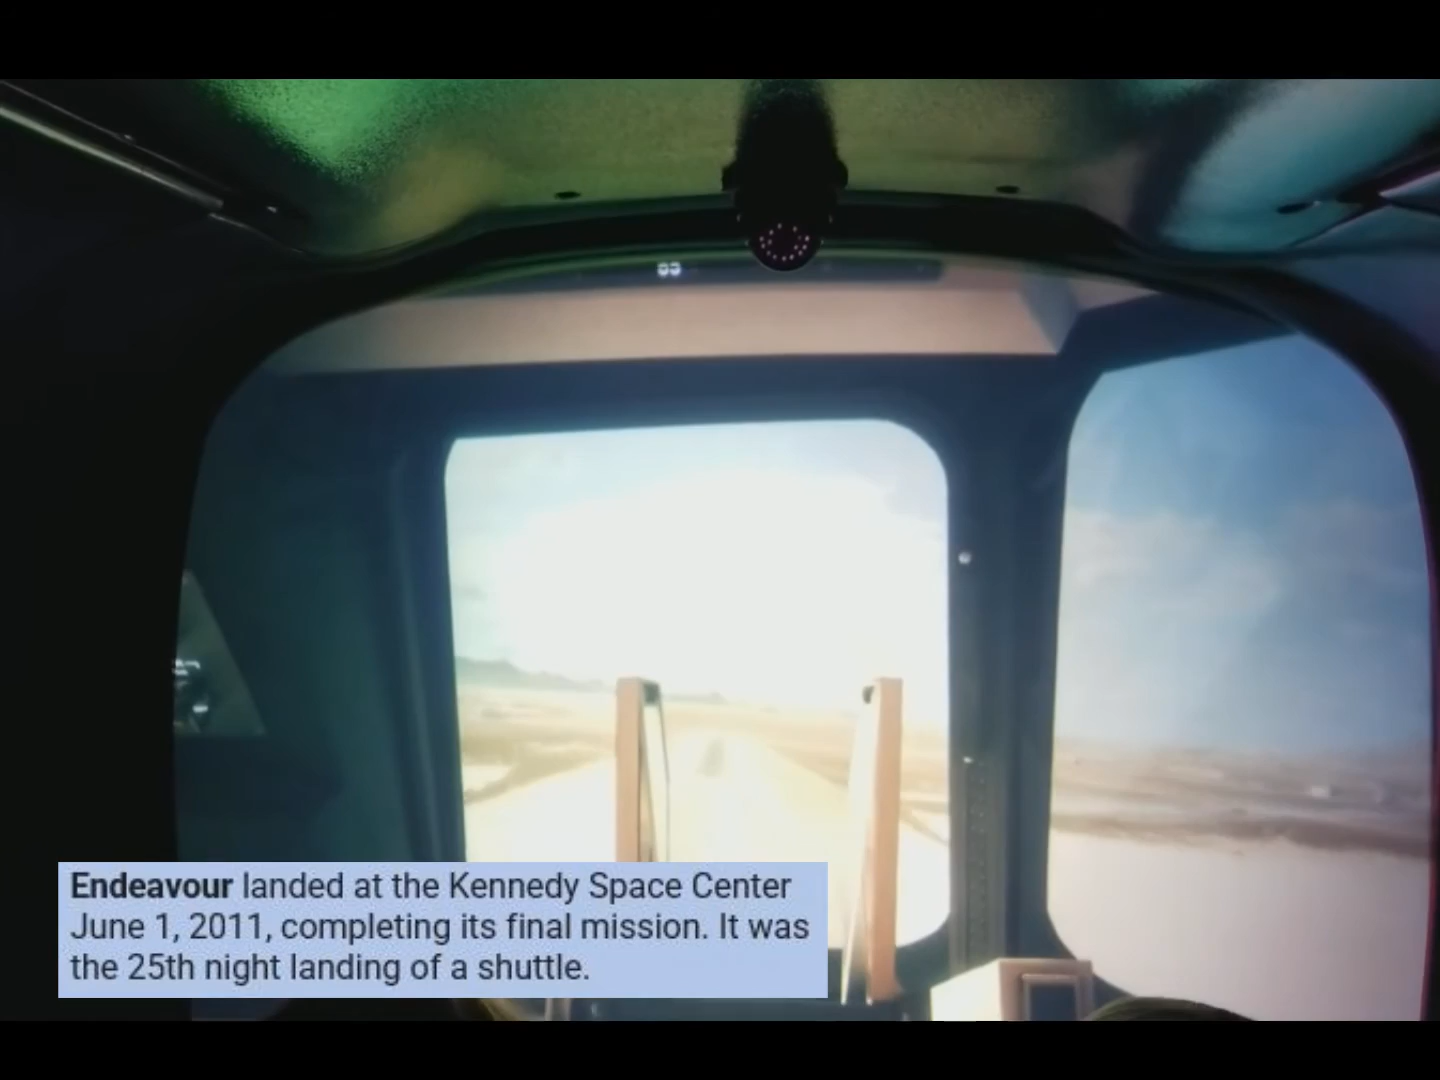 Endeavour landed at the Kennedy Space Center
June 1, 2011, completing its final mission. It was
the 25th night landing of a shuttle.